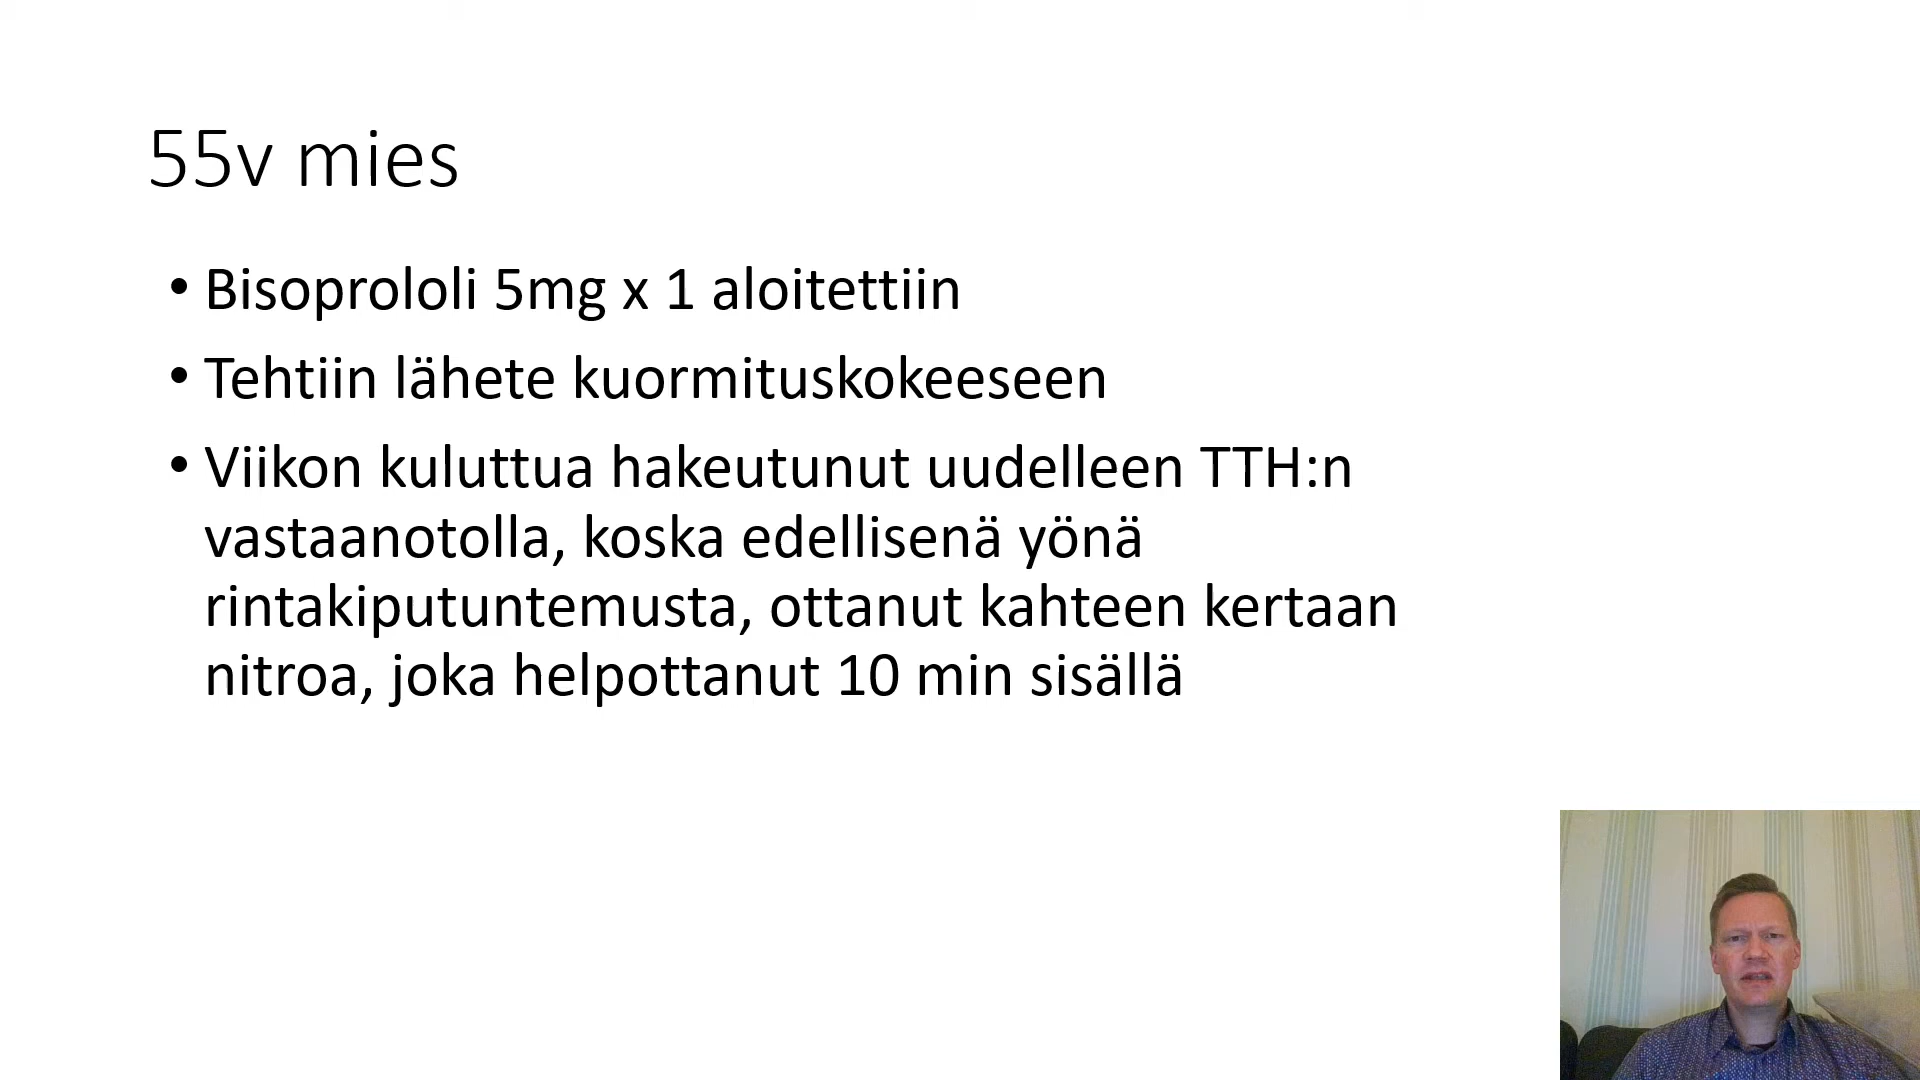 55v mies
• Bisoprololi 5mg x 1 aloitettiin
• Tehtiin lähete kuormituskokeeseen
• Viikon kuluttua hakeutunut uudelleen TTH:n
vastaanotolla, koska edellisenä yönä
rintakiputuntemusta, ottanut kahteen kertaan
nitroa, joka helpottanut 10 min sisällä